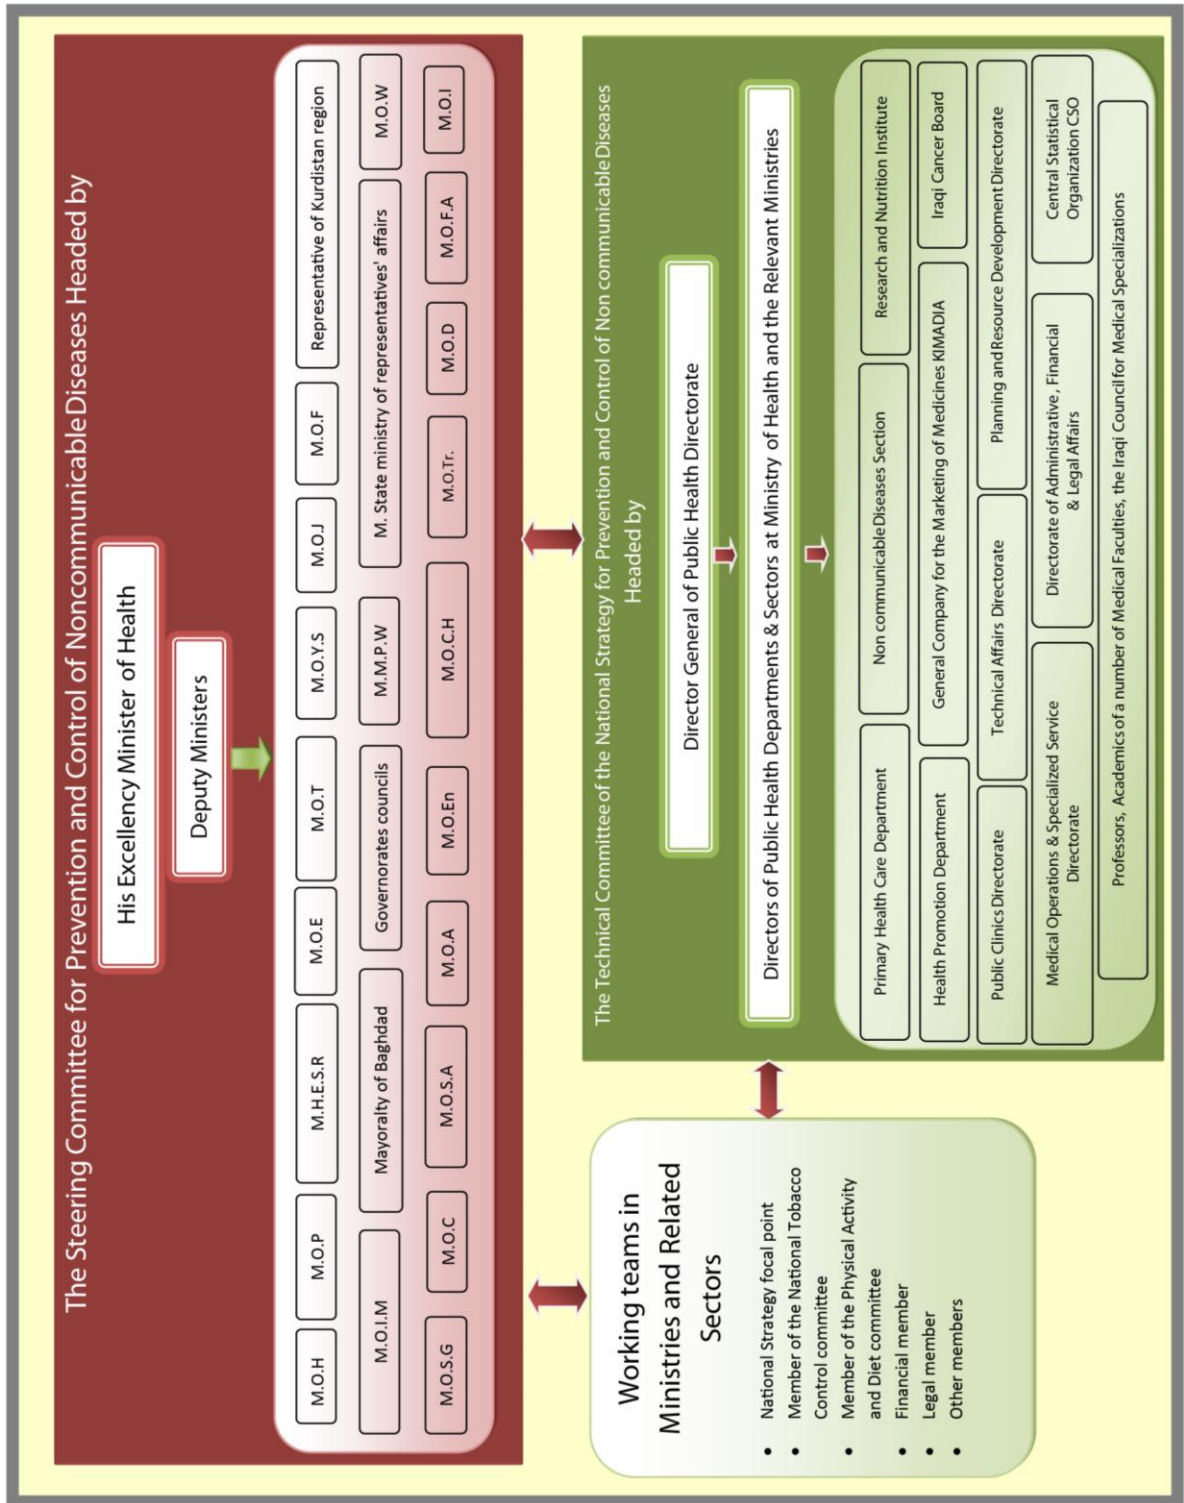 The Steering Committee for Prevention and Control of Noncommunicable Diseases Headed by
His Excellency Minister of Health
Deputy Ministers
M.O.H
M.O.P
M.H.E.S.R
M.O.E
M.O.T
M.O.Y.S
M.O.J
M.O.F
Representative of Kurdistan region
M.O.I.M
Mayoralty of Baghdad
Governorates councils
M.M.P.W
M. State ministry of representatives' affairs
M.O.W
M.O.S.G
M.O.C
M.O.S.A
M.O.A
M.O.En
M.O.C.H
M.O.Tr.
M.O.D
M.O.F.A
M.O.I
Working teams in
Ministries and Related
Sectors
• National Strategy focal point
• Member of the National Tobacco
Control committee
• Member of the Physical Activity
and Diet committee
• Financial member
• Legal member
• Other members
The Technical Committee of the National Strategy for Prevention and Control of Non communicable Diseases
Headed by
Director General of Public Health Directorate
Directors of Public Health Departments & Sectors at Ministry of Health and the Relevant Ministries
Primary Health Care Department
Non communicable Diseases Section
Research and Nutrition Institute
Health Promotion Department
General Company for the Marketing of Medicines KIMADIA
Iraqi Cancer Board
Public Clinics Directorate
Technical Affairs Directorate
Planning and Resource Development Directorate
Medical Operations & Specialized Service
Directorate
Directorate of Administrative, Financial
& Legal Affairs
Central Statistical
Organization CSO
Professors, Academics of a number of Medical Faculties, the Iraqi Council for Medical Specializations